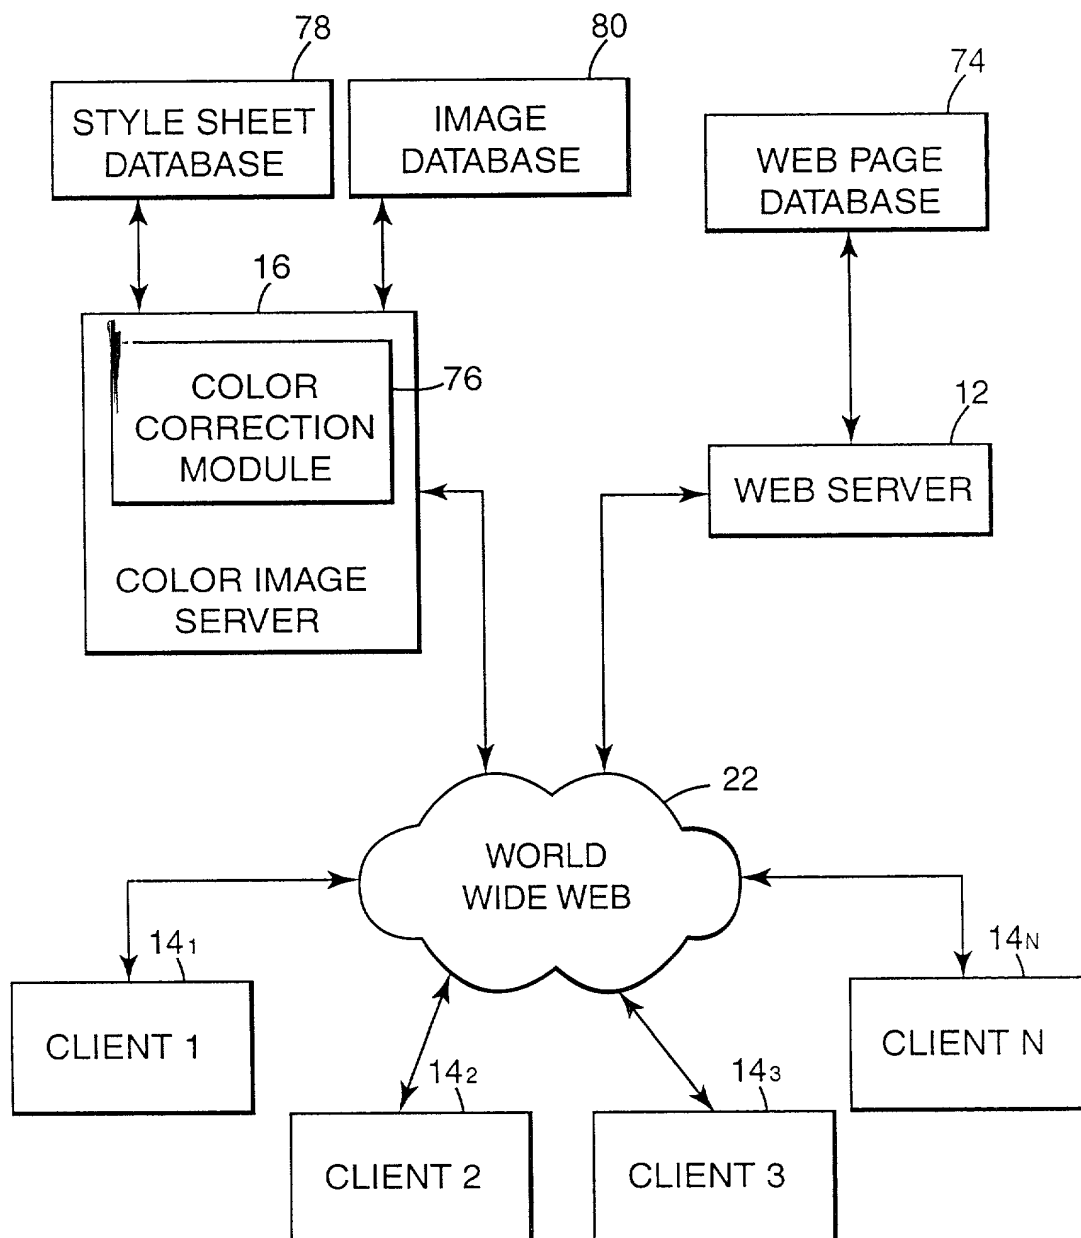 78
80
74
STYLE SHEET
DATABASE
IMAGE
DATABASE
WEB PAGE
DATABASE
16
76
COLOR
CORRECTION
MODULE
12
WEB SERVER
COLOR IMAGE
SERVER
22
WORLD
WIDE WEB
14₁
14N
CLIENT 1
CLIENT N
14₂
14₃
CLIENT 2
CLIENT 3